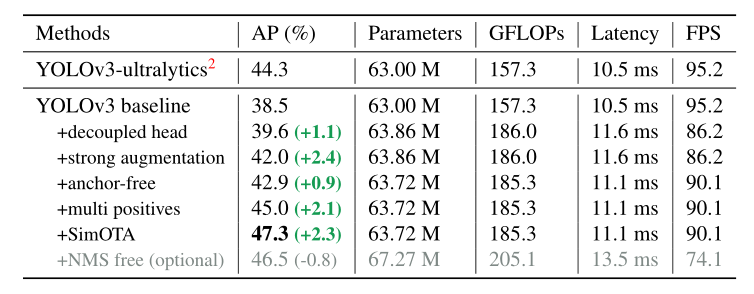 Methods AP (%) Parameters GFLOPs Latency FPS
YOLOv3-ultralytics2 44.3 63.00 M 157.3 10.5 ms 95.2
YOLOv3 baseline 38.5 63.00 M 157.3 10.5 ms 95.2
+decoupled head 39.6 (+1.1) 63.86 M 186.0 11.6 ms 86.2
+strong augmentation 42.0 (+2.4) 63.86 M 186.0 11.6 ms 86.2
+anchor-free 42.9 (+0.9) 63.72 M 185.3 11.1 ms 90.1
+multi positives 45.0 (+2.1) 63.72 M 185.3 11.1 ms 90.1
+SimOTA 47.3 (+2.3) 63.72 M 185.3 11.1 ms 90.1
+NMS free (optional) 46.5 (-0.8) 67.27 M 205.1 13.5 ms 74.1